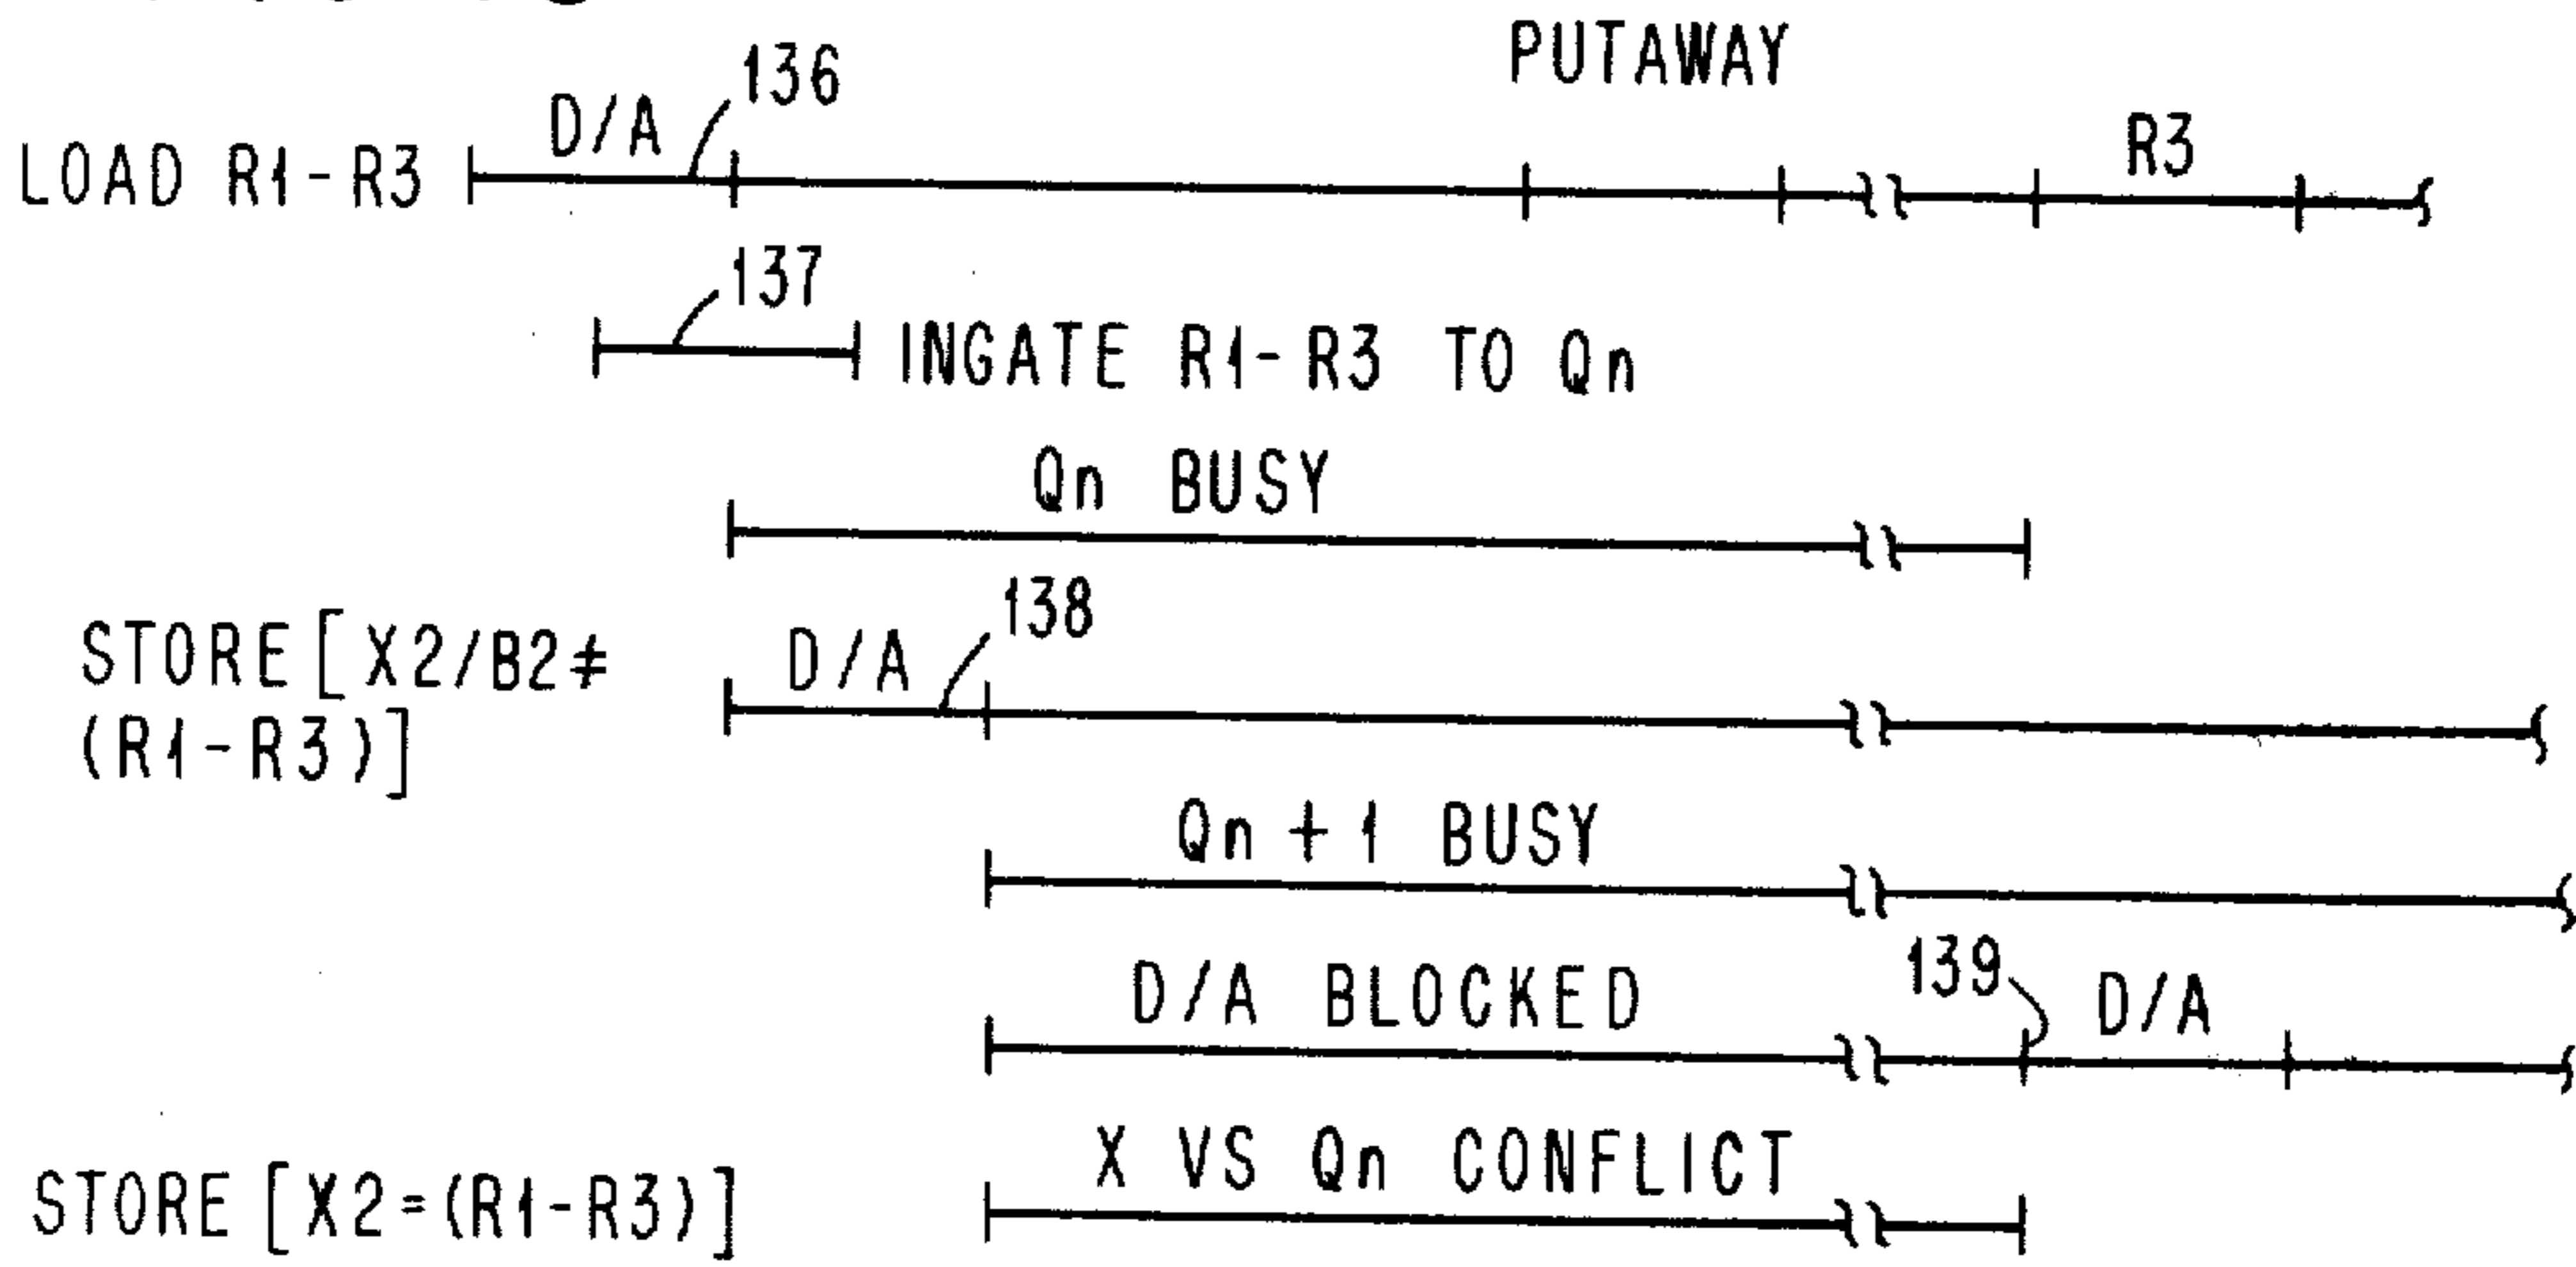 PUTAWAY
136
D/A
R3
LOAD R1-R3
137
INGATE R1-R3 TO Qn
Qn BUSY
138
STORE [X2/B2≠
D/A
(R1-R3)]
Qn+1 BUSY
139
D/A BLOCKED
D/A
X VS Qn CONFLICT
STORE [X2=(R1-R3)]